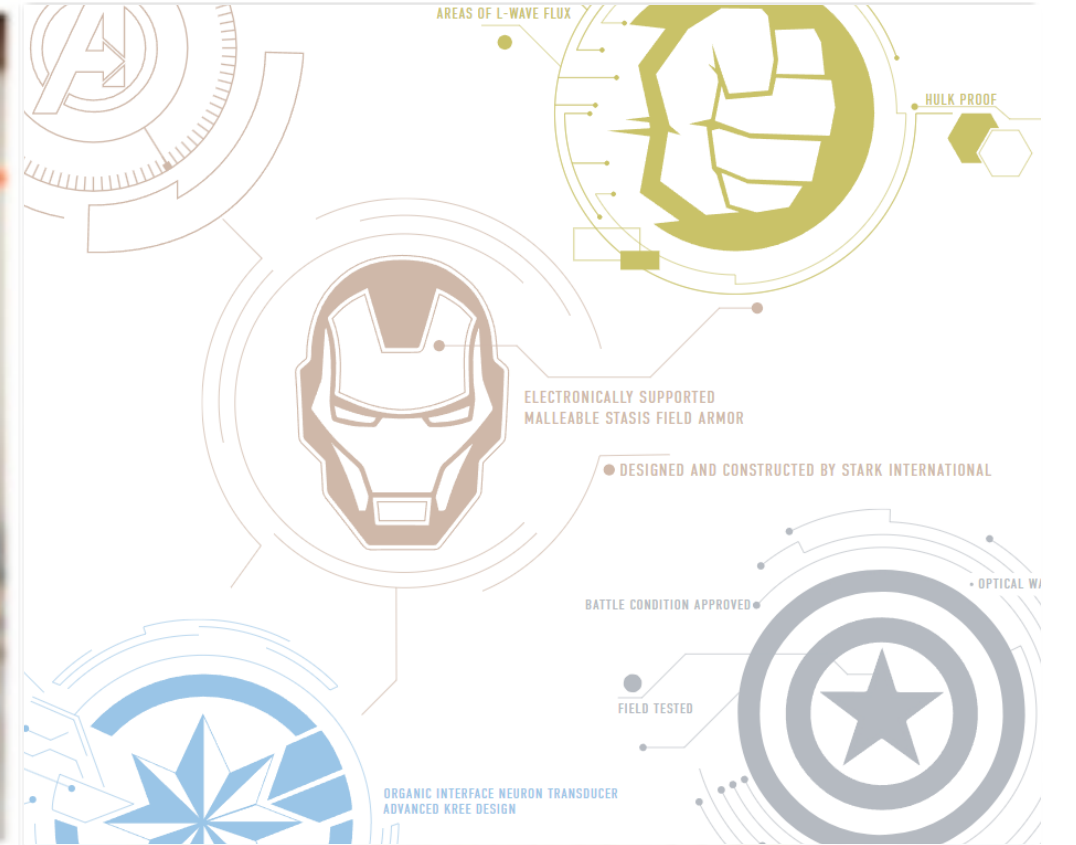 AREAS OF L-WAVE FLUX
HULK PROOF
ELECTRONICALLY SUPPORTED
MALLEABLE STASIS FIELD ARMOR
DESIGNED AND CONSTRUCTED BY STARK INTERNATIONAL
• OPTICAL
BATTLE CONDITION APPROVED
FIELD TESTED
ORGANIC INTERFACE NEURON TRANSDUCER
ADVANCED KREE DESIGN